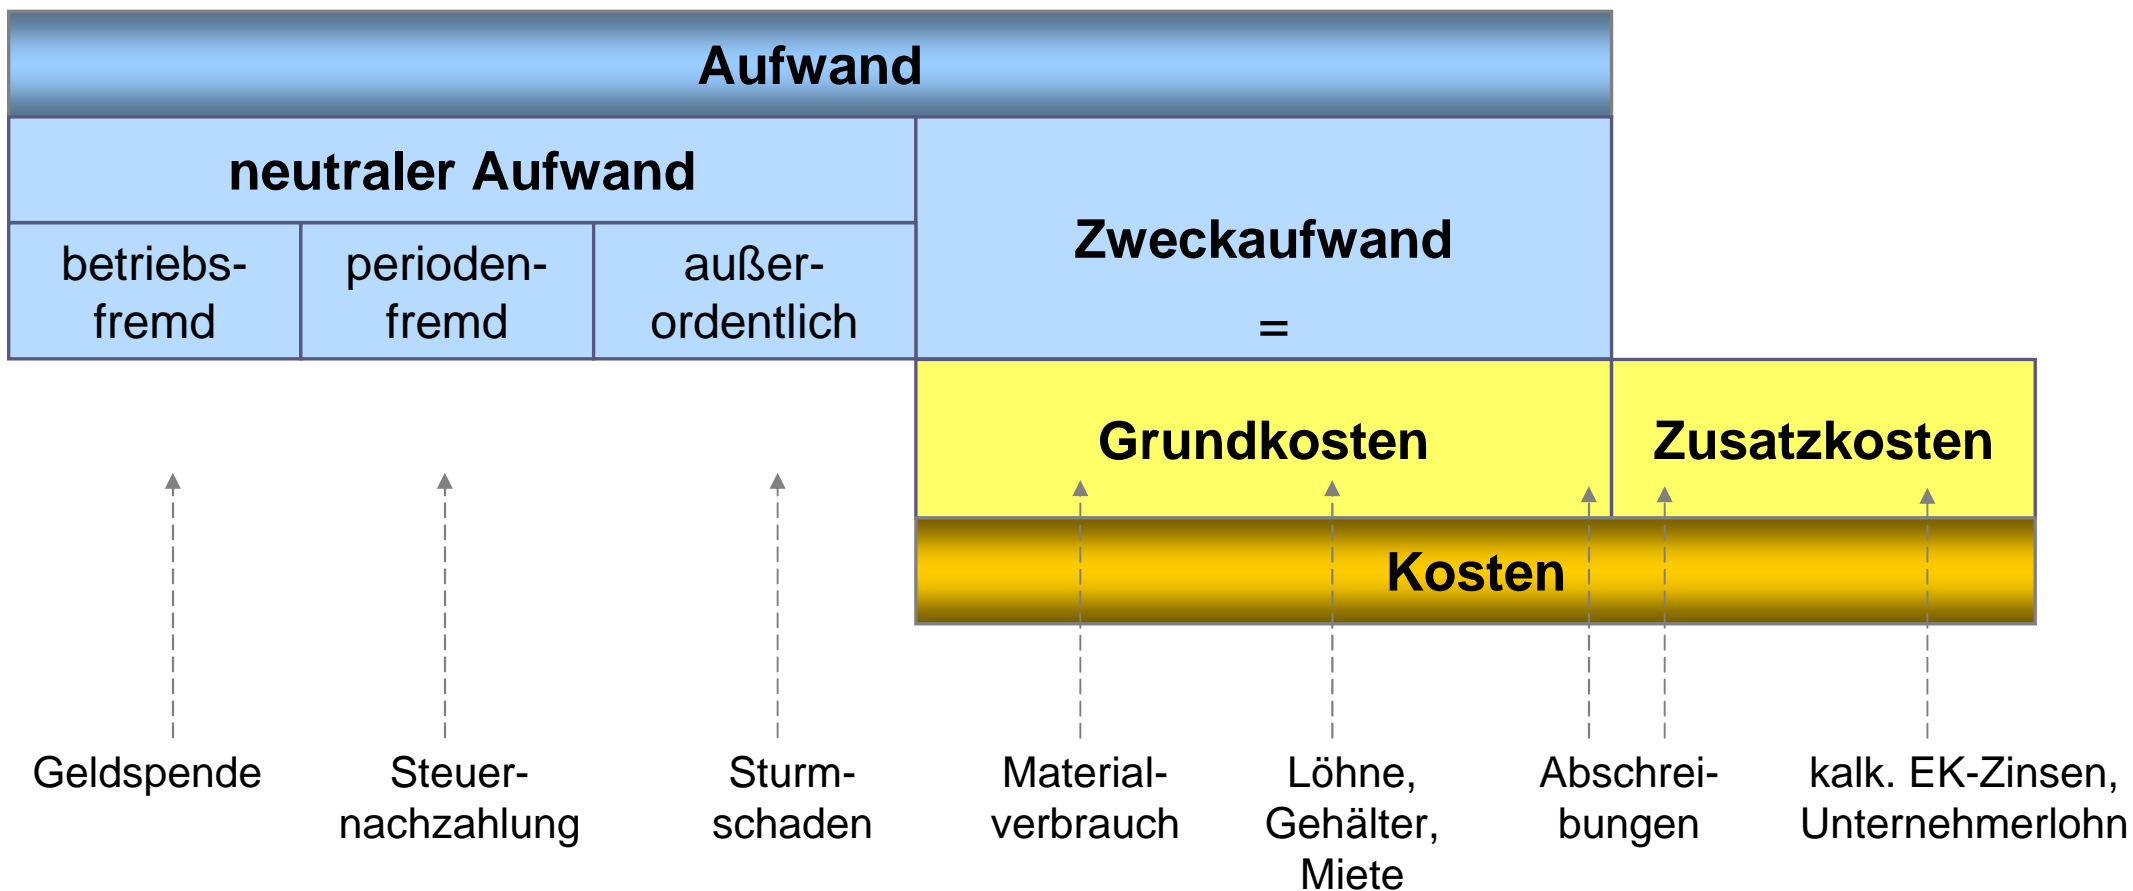 Aufwand
neutraler Aufwand
betriebs-
fremd
perioden-
fremd
außer-
ordentlich
Zweckaufwand
=
Grundkosten
Zusatzkosten
Kosten
Geldspende
Steuer-
nachzahlung
Sturm-
schaden
Material-
verbrauch
Löhne,
Gehälter,
Miete
Abschrei-
bungen
kalk. EK-Zinsen,
Unternehmerlohn